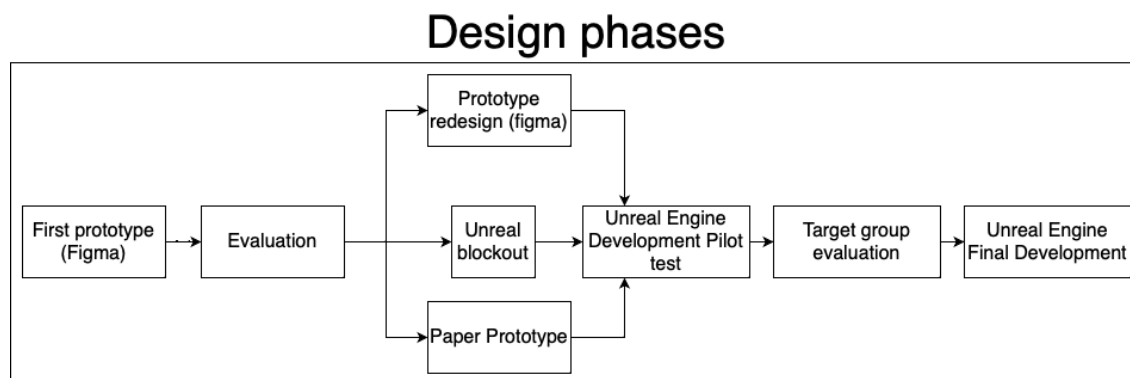 Design phases
Prototype
redesign (figma)
First prototype
(Figma)
Evaluation
Unreal
blockout
Unreal Engine
Development Pilot
test
Target group
evaluation
Unreal Engine
Final Development
Paper Prototype